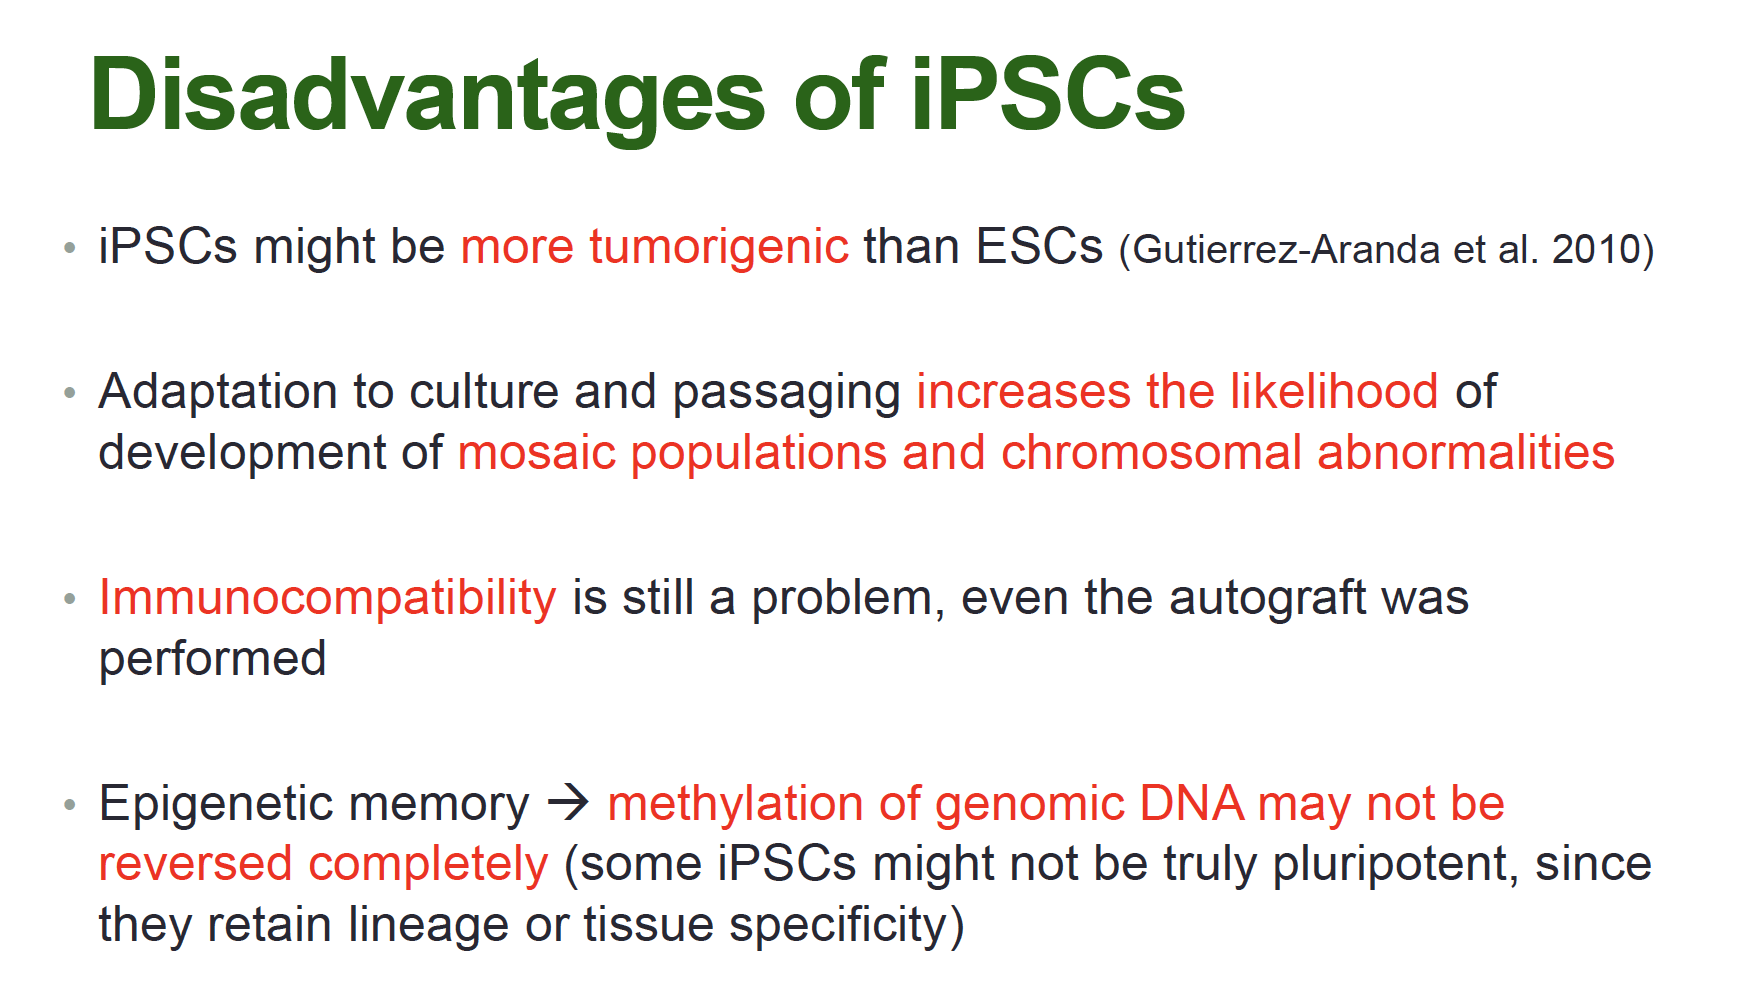 Disadvantages of iPSCs
• iPSCs might be more tumorigenic than ESCs (Gutierrez-Aranda et al. 2010)
• Adaptation to culture and passaging increases the likelihood of
development of mosaic populations and chromosomal abnormalities
• Immunocompatibility is still a problem, even the autograft was
performed
• Epigenetic memory → methylation of genomic DNA may not be
reversed completely (some iPSCs might not be truly pluripotent, since
they retain lineage or tissue specificity)